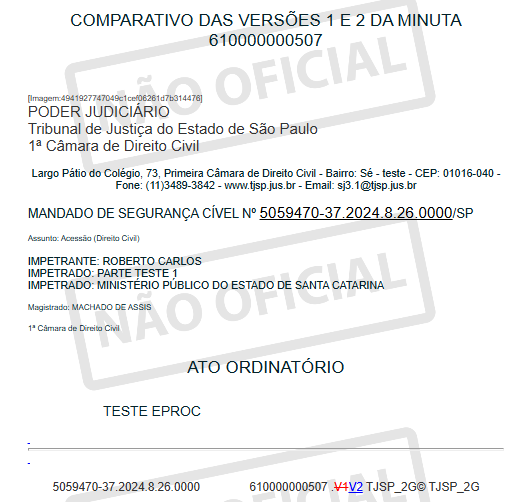 COMPARATIVO DAS VERSÕES 1 E 2 DA MINUTA
610000000507
NÃO OFICIAL
[Imagem:4941927747049c1cef06261d7b314476]
PODER JUDICIÁRIO
Tribunal de Justiça do Estado de São Paulo
1ª Câmara de Direito Civil
Largo Pátio do Colégio, 73, Primeira Câmara de Direito Civil - Bairro: Sé - teste - CEP: 01016-040 -
Fone: (11)3489-3842 - www.tjsp.jus.br - Email: sj3.1@tjsp.jus.br
MANDADO DE SEGURANÇA CÍVEL Nº 5059470-37.2024.8.26.0000/SP
Assunto: Acessão (Direito Civil)
IMPETRANTE: ROBERTO CARLOS
IMPETRADO: PARTE TESTE 1
IMPETRADO: MINISTÉRIO PÚBLICO DO ESTADO DE SANTA CATARINA
NÃO OFICIAL
Magistrado: MACHADO DE ASSIS
1ª Câmara de Direito Civil
ATO ORDINATÓRIO
TESTE EPROC
-
-
5059470-37.2024.8.26.0000 610000000507 .V1V2 TJSP_2G© TJSP_2G